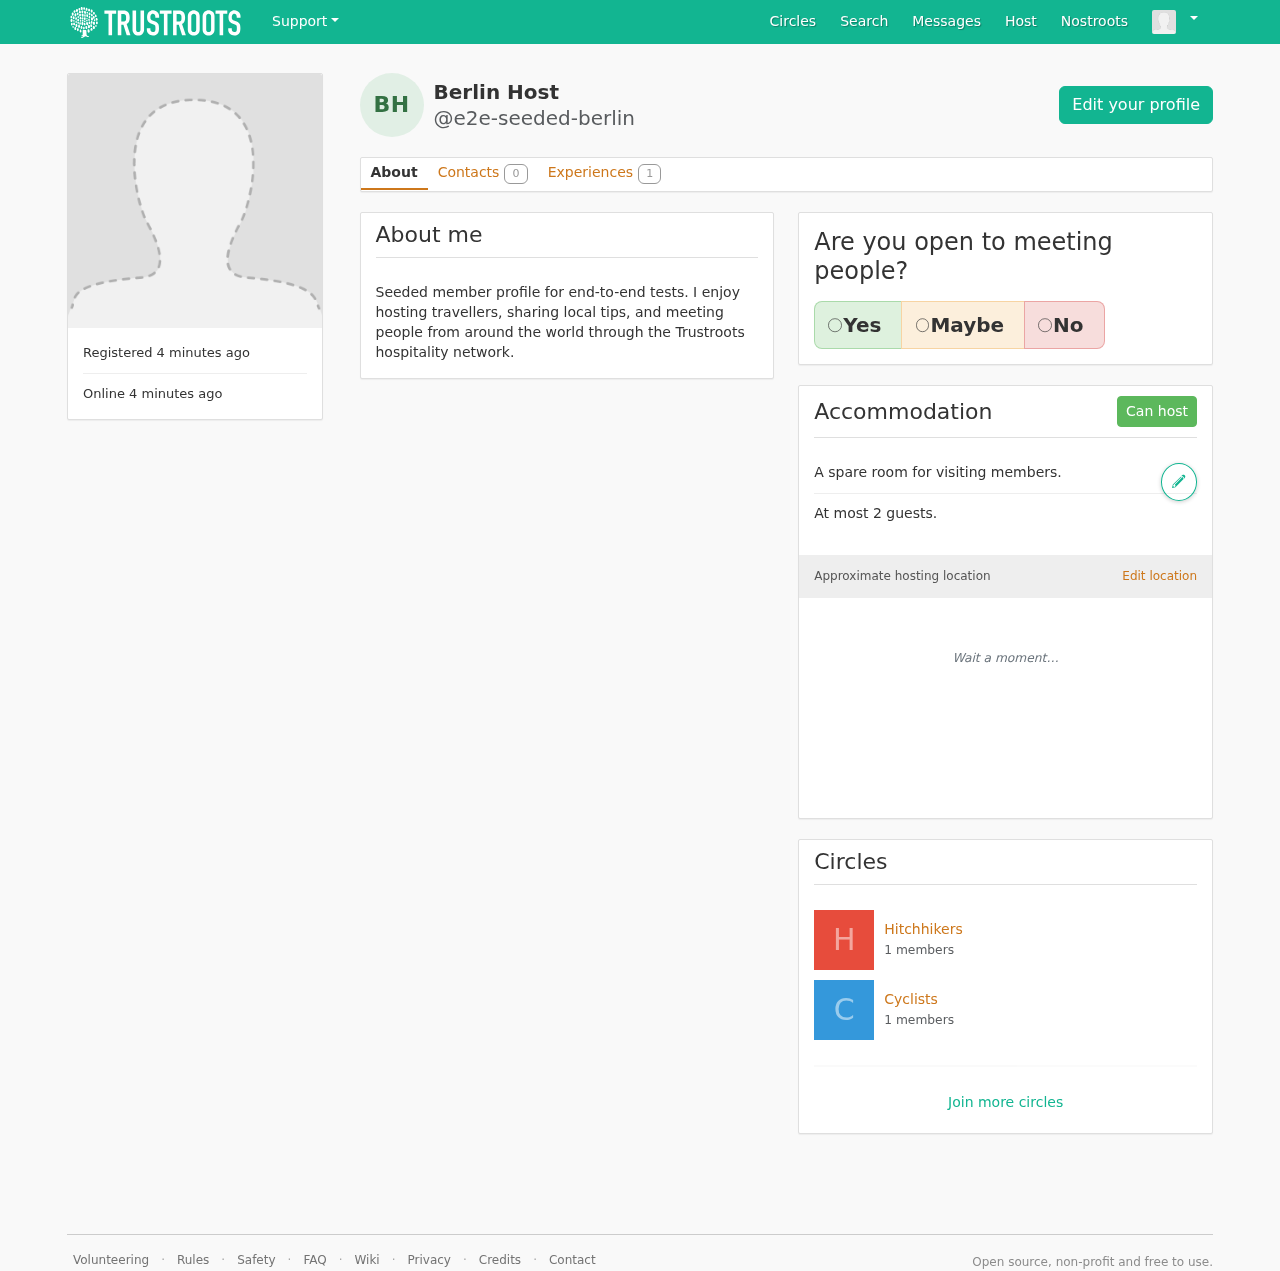 TRUSTROOTS
Support
Circles
Search
Messages
Host
Nostroots
BH
Berlin Host
@e2e-seeded-berlin
Edit your profile
About
Contacts 0
Experiences 1
Registered 4 minutes ago
Online 4 minutes ago
About me
Seeded member profile for end-to-end tests. I enjoy
hosting travellers, sharing local tips, and meeting
people from around the world through the Trustroots
hospitality network.
Are you open to meeting
people?
Yes
Maybe
No
Accommodation
Can host
A spare room for visiting members.
At most 2 guests.
Approximate hosting location
Edit location
Wait a moment…
Circles
H
Hitchhikers
1 members
C
Cyclists
1 members
Join more circles
Volunteering · Rules · Safety · FAQ · Wiki · Privacy · Credits · Contact
Open source, non-profit and free to use.